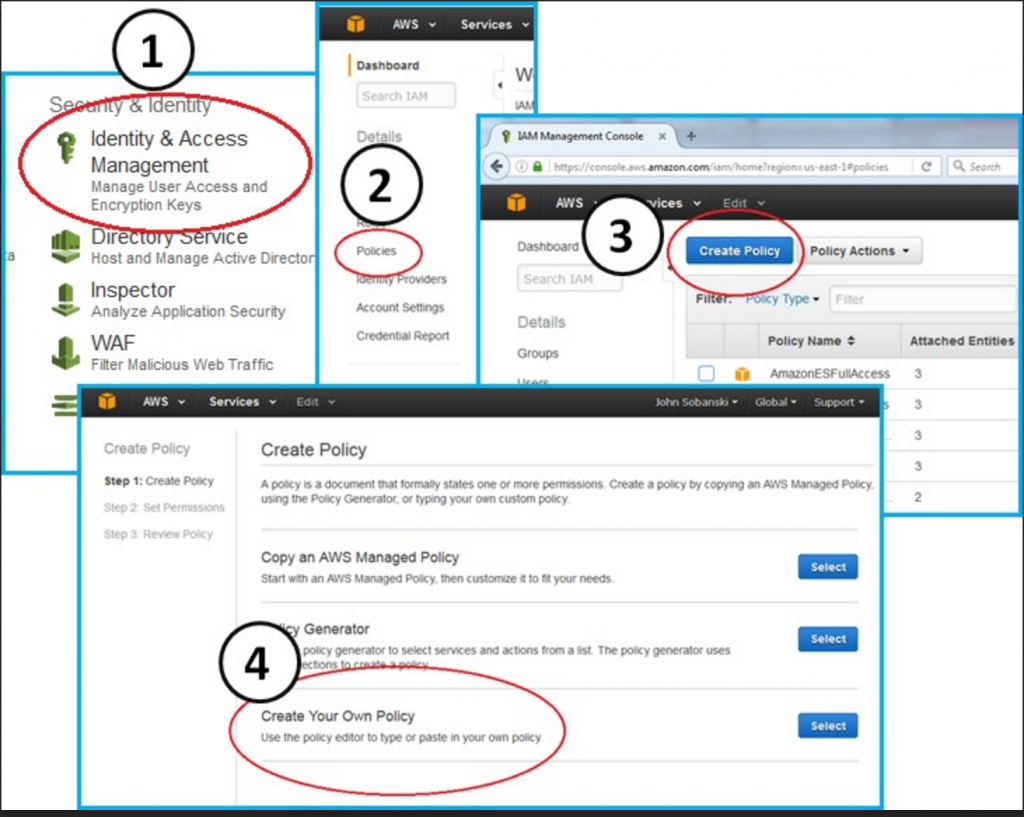 1
Security & Identity
Identity & Access
Management
Manage User Access and
Encryption Keys
Directory Service
Host and Manage Active Director
Inspector
Analyze Application Security
WAF
Filter Malicious Web Traffic
ta
AWS Services
Dashboard
Search IAM
W
IAM
Details
2
Policies
Identity Providers
Account Settings
Credential Report
IAM Management Console
https://console.aws.amazon.com/iam/home?region=us-east-1#policies
Search
AWS Services Edit
3
Dashboard
Search IAM
Details
Groups
Users
Create Policy Policy Actions
Filter: Policy Type Filter
Policy Name Attached Entities
AmazonESFullAccess 3
s 3
... 3
3
... 2
AWS Services Edit John Sobanski Global Support
Create Policy
Step 1: Create Policy
Step 2: Set Permissions
Step 3: Review Policy
Create Policy
A policy is a document that formally states one or more permissions. Create a policy by copying an AWS Managed Policy,
using the Policy Generator, or typing your own custom policy.
Copy an AWS Managed Policy
Start with an AWS Managed Policy, then customize it to fit your needs.
Select
4
icy Generator
policy generator to select services and actions from a list. The policy generator uses
ections to create a policy.
Select
Create Your Own Policy
Use the policy editor to type or paste in your own policy.
Select